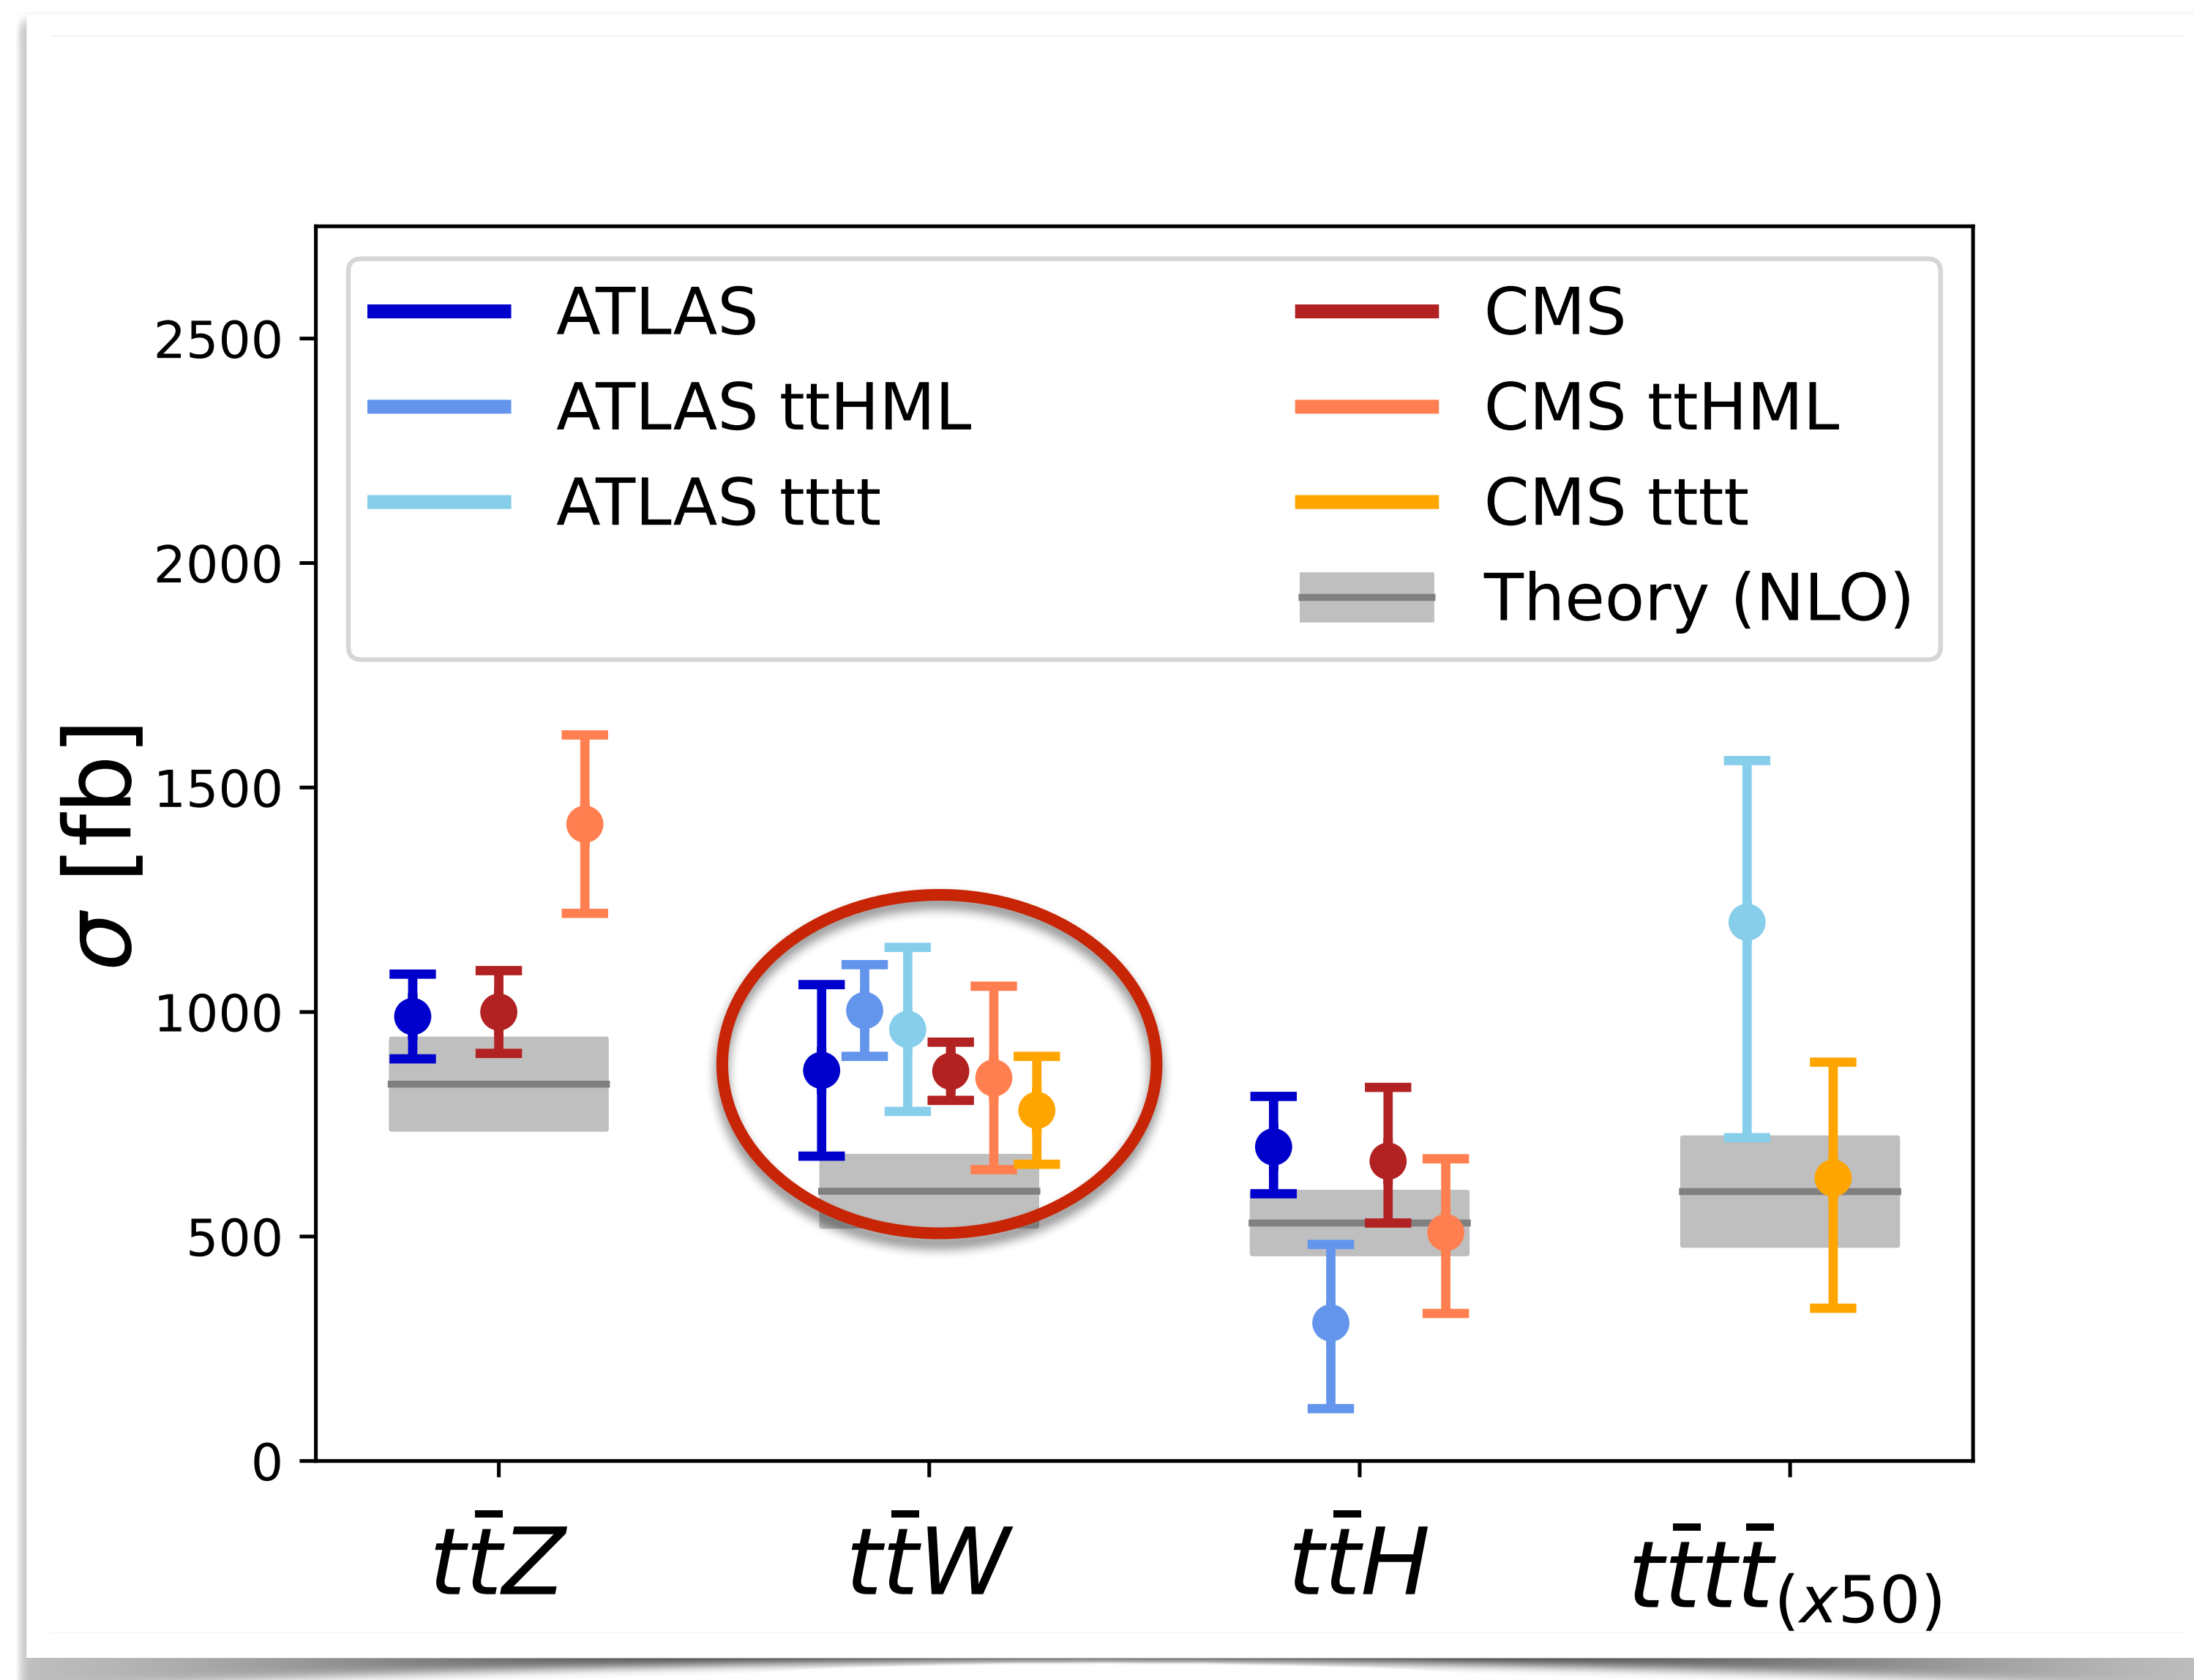 ATLAS
ATLAS ttHML
ATLAS tttt
CMS
CMS ttHML
CMS tttt
Theory (NLO)
σ [fb]
2500
2000
1500
1000
500
0
tt̄Z
tt̄W
tt̄H
tt̄tt̄(x50)